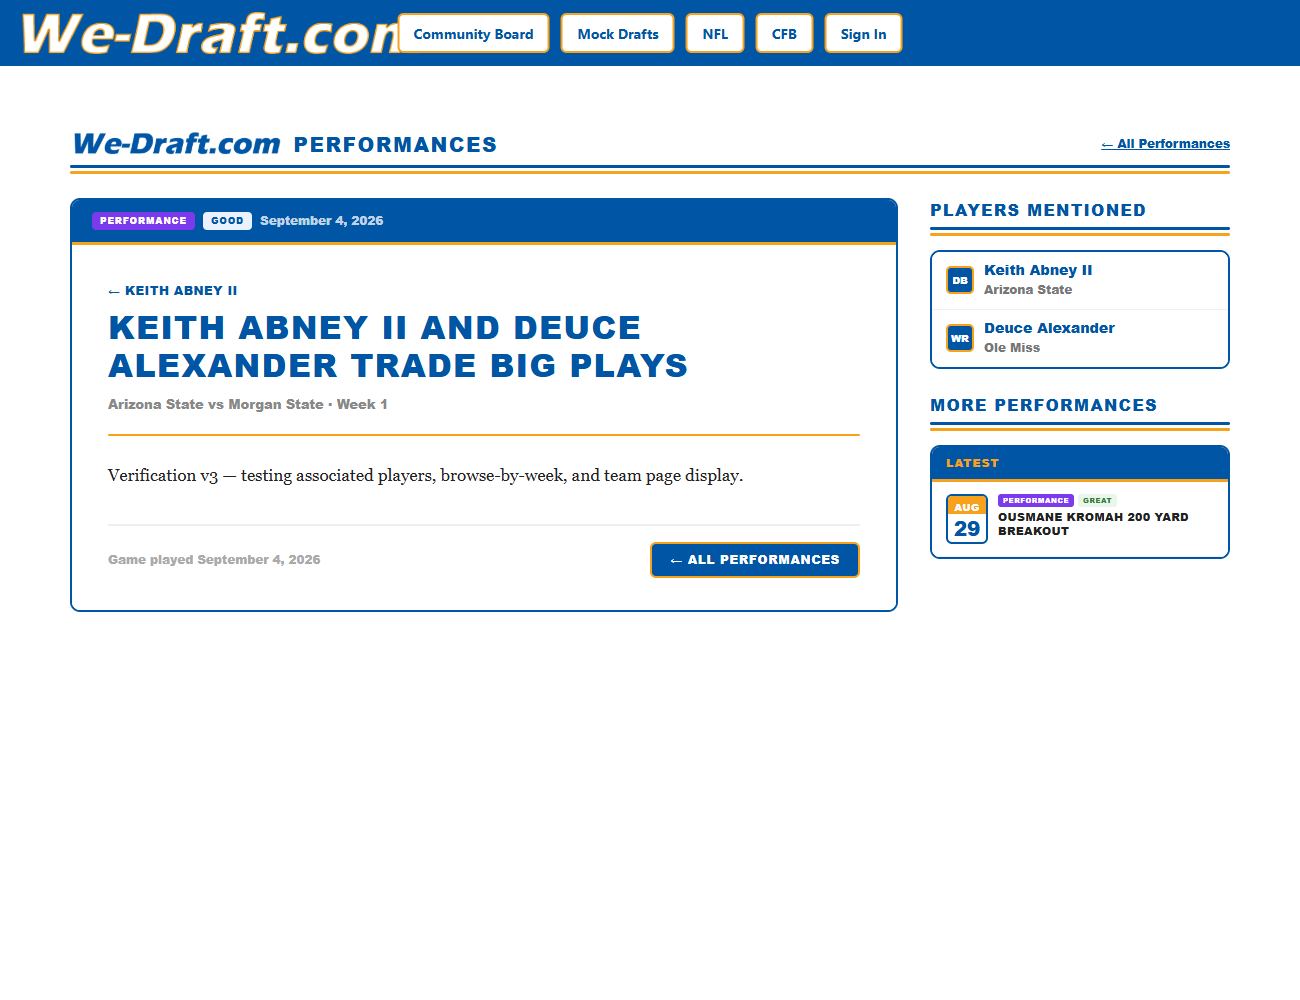 We-Draft.com
Community Board
Mock Drafts
NFL
CFB
Sign In
We-Draft.com PERFORMANCES
← All Performances
PERFORMANCE GOOD September 4, 2026
← KEITH ABNEY II
KEITH ABNEY II AND DEUCE
ALEXANDER TRADE BIG PLAYS
Arizona State vs Morgan State · Week 1
Verification v3 — testing associated players, browse-by-week, and team page display.
Game played September 4, 2026
← ALL PERFORMANCES
PLAYERS MENTIONED
DB
Keith Abney II
Arizona State
WR
Deuce Alexander
Ole Miss
MORE PERFORMANCES
LATEST
AUG
29
PERFORMANCE GREAT
OUSMANE KROMAH 200 YARD
BREAKOUT